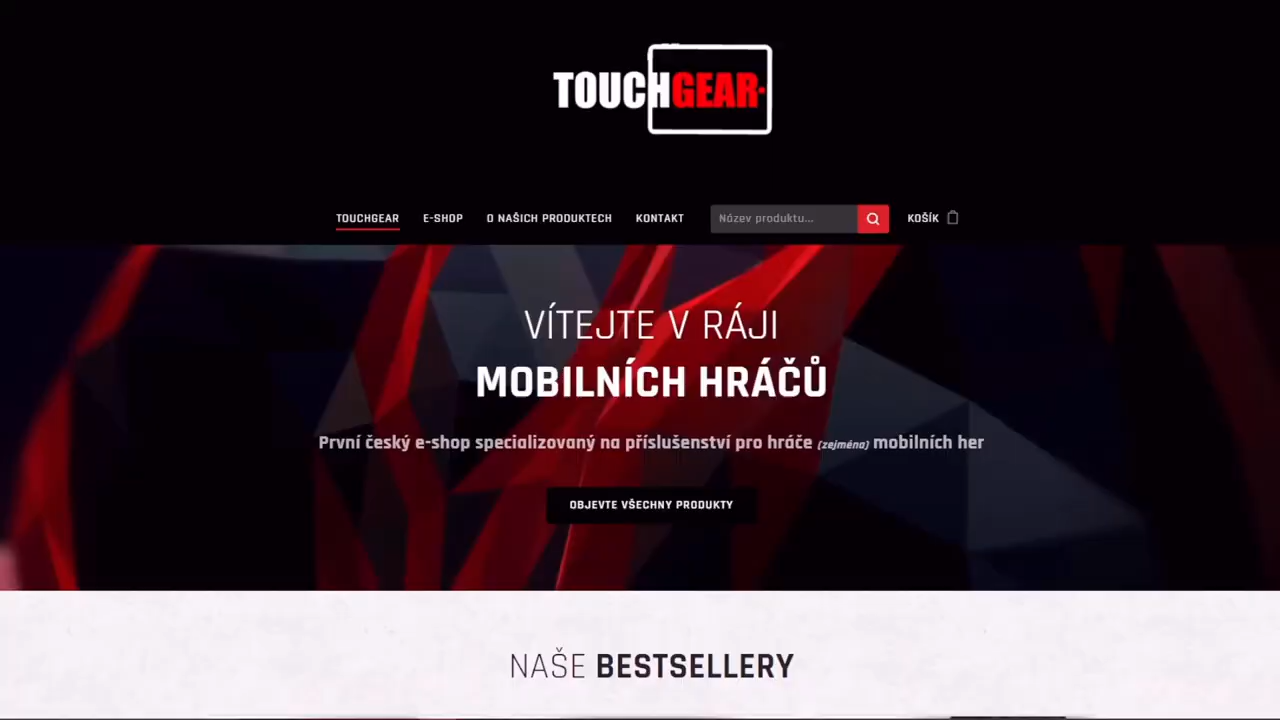 TOUCHGEAR
TOUCHGEAR E-SHOP O NAŠICH PRODUKTECH KONTAKT Název produktu... KOŠÍK
VÍTEJTE V RÁJI
MOBILNÍCH HRÁČŮ
První český e-shop specializovaný na příslušenství pro hráče (zejména) mobilních her
OBJEVTE VŠECHNY PRODUKTY
NAŠE BESTSELLERY